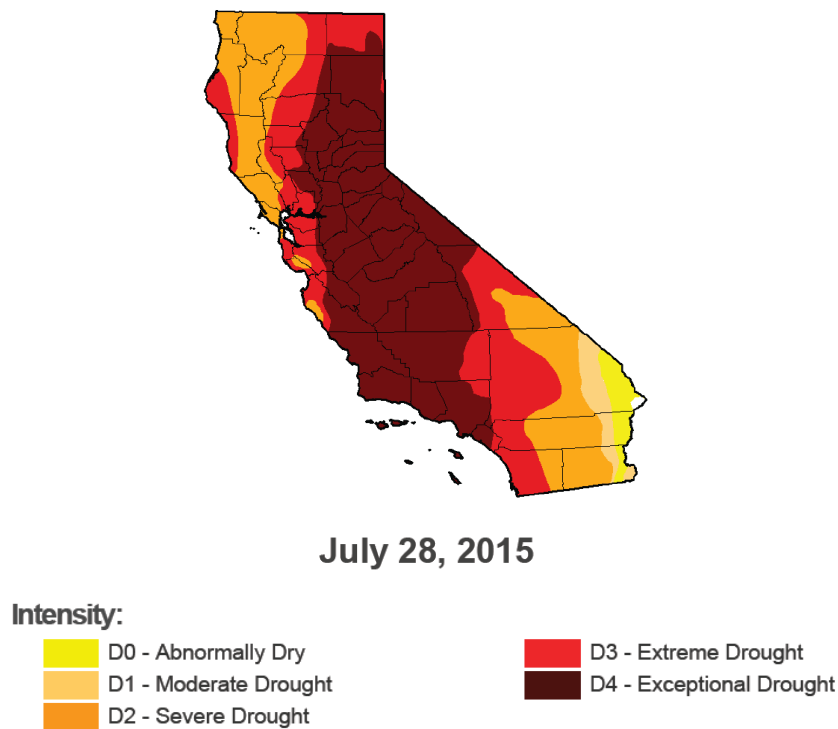 July 28, 2015
Intensity:
D0 - Abnormally Dry
D1 - Moderate Drought
D2 - Severe Drought
D3 - Extreme Drought
D4 - Exceptional Drought